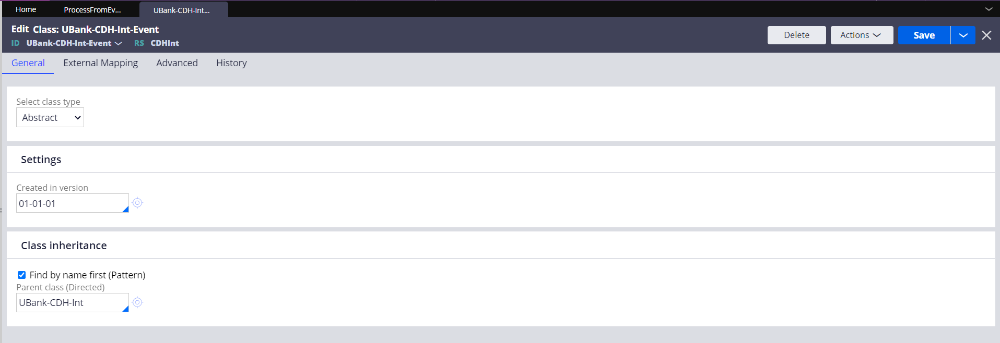 Home ProcessFromEv... UBank-CDH-Int...
Edit Class: UBank-CDH-Int-Event
ID UBank-CDH-Int-Event RS CDHInt
Delete Actions Save
General External Mapping Advanced History
Select class type
Abstract
Settings
Created in version
01-01-01
Class inheritance
Find by name first (Pattern)
Parent class (Directed)
UBank-CDH-Int